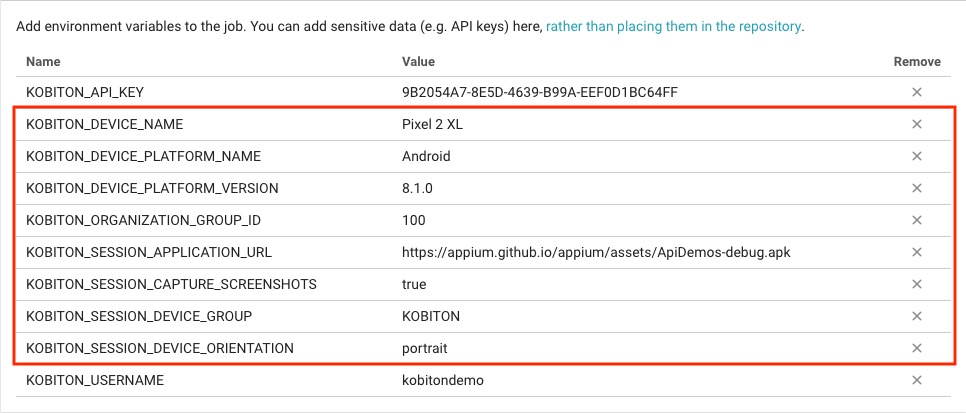 Add environment variables to the job. You can add sensitive data (e.g. API keys) here, rather than placing them in the repository.
Name Value Remove
KOBITON_API_KEY 9B2054A7-8E5D-4639-B99A-EEF0D1BC64FF ×
KOBITON_DEVICE_NAME Pixel 2 XL ×
KOBITON_DEVICE_PLATFORM_NAME Android ×
KOBITON_DEVICE_PLATFORM_VERSION 8.1.0 ×
KOBITON_ORGANIZATION_GROUP_ID 100 ×
KOBITON_SESSION_APPLICATION_URL https://appium.github.io/appium/assets/ApiDemos-debug.apk ×
KOBITON_SESSION_CAPTURE_SCREENSHOTS true ×
KOBITON_SESSION_DEVICE_GROUP KOBITON ×
KOBITON_SESSION_DEVICE_ORIENTATION portrait ×
KOBITON_USERNAME kobitondemo ×